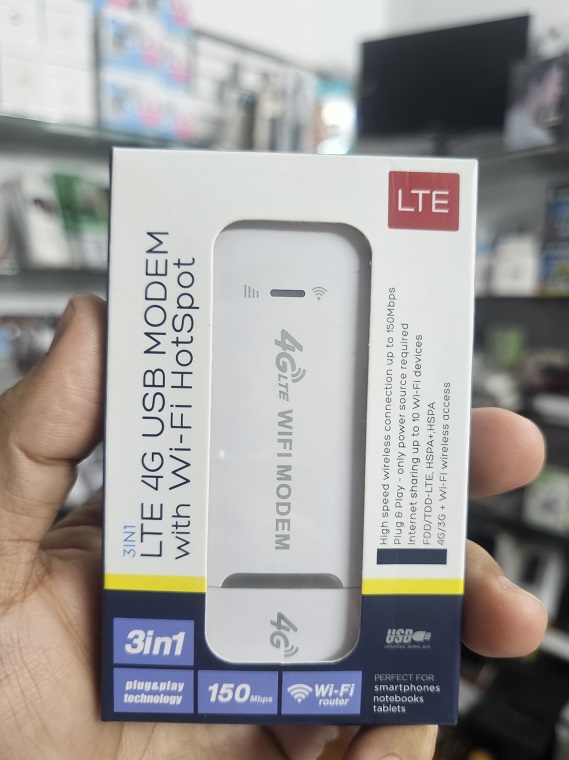 LTE
3IN1
LTE 4G USB MODEM
with Wi-Fi HotSpot
4G LTE WIFI MODEM
High speed wireless connection up to 150Mbps
Plug & Play - only power source required
Internet sharing up to 10 Wi-Fi devices
FDD/TDD-LTE, HSPA+,HSPA
4G/3G + Wi-Fi wireless access
4G
3in1
plug&play
technology
150Mbps
Wi-Fi
router
USB
PERFECT FOR
smartphones
notebooks
tablets